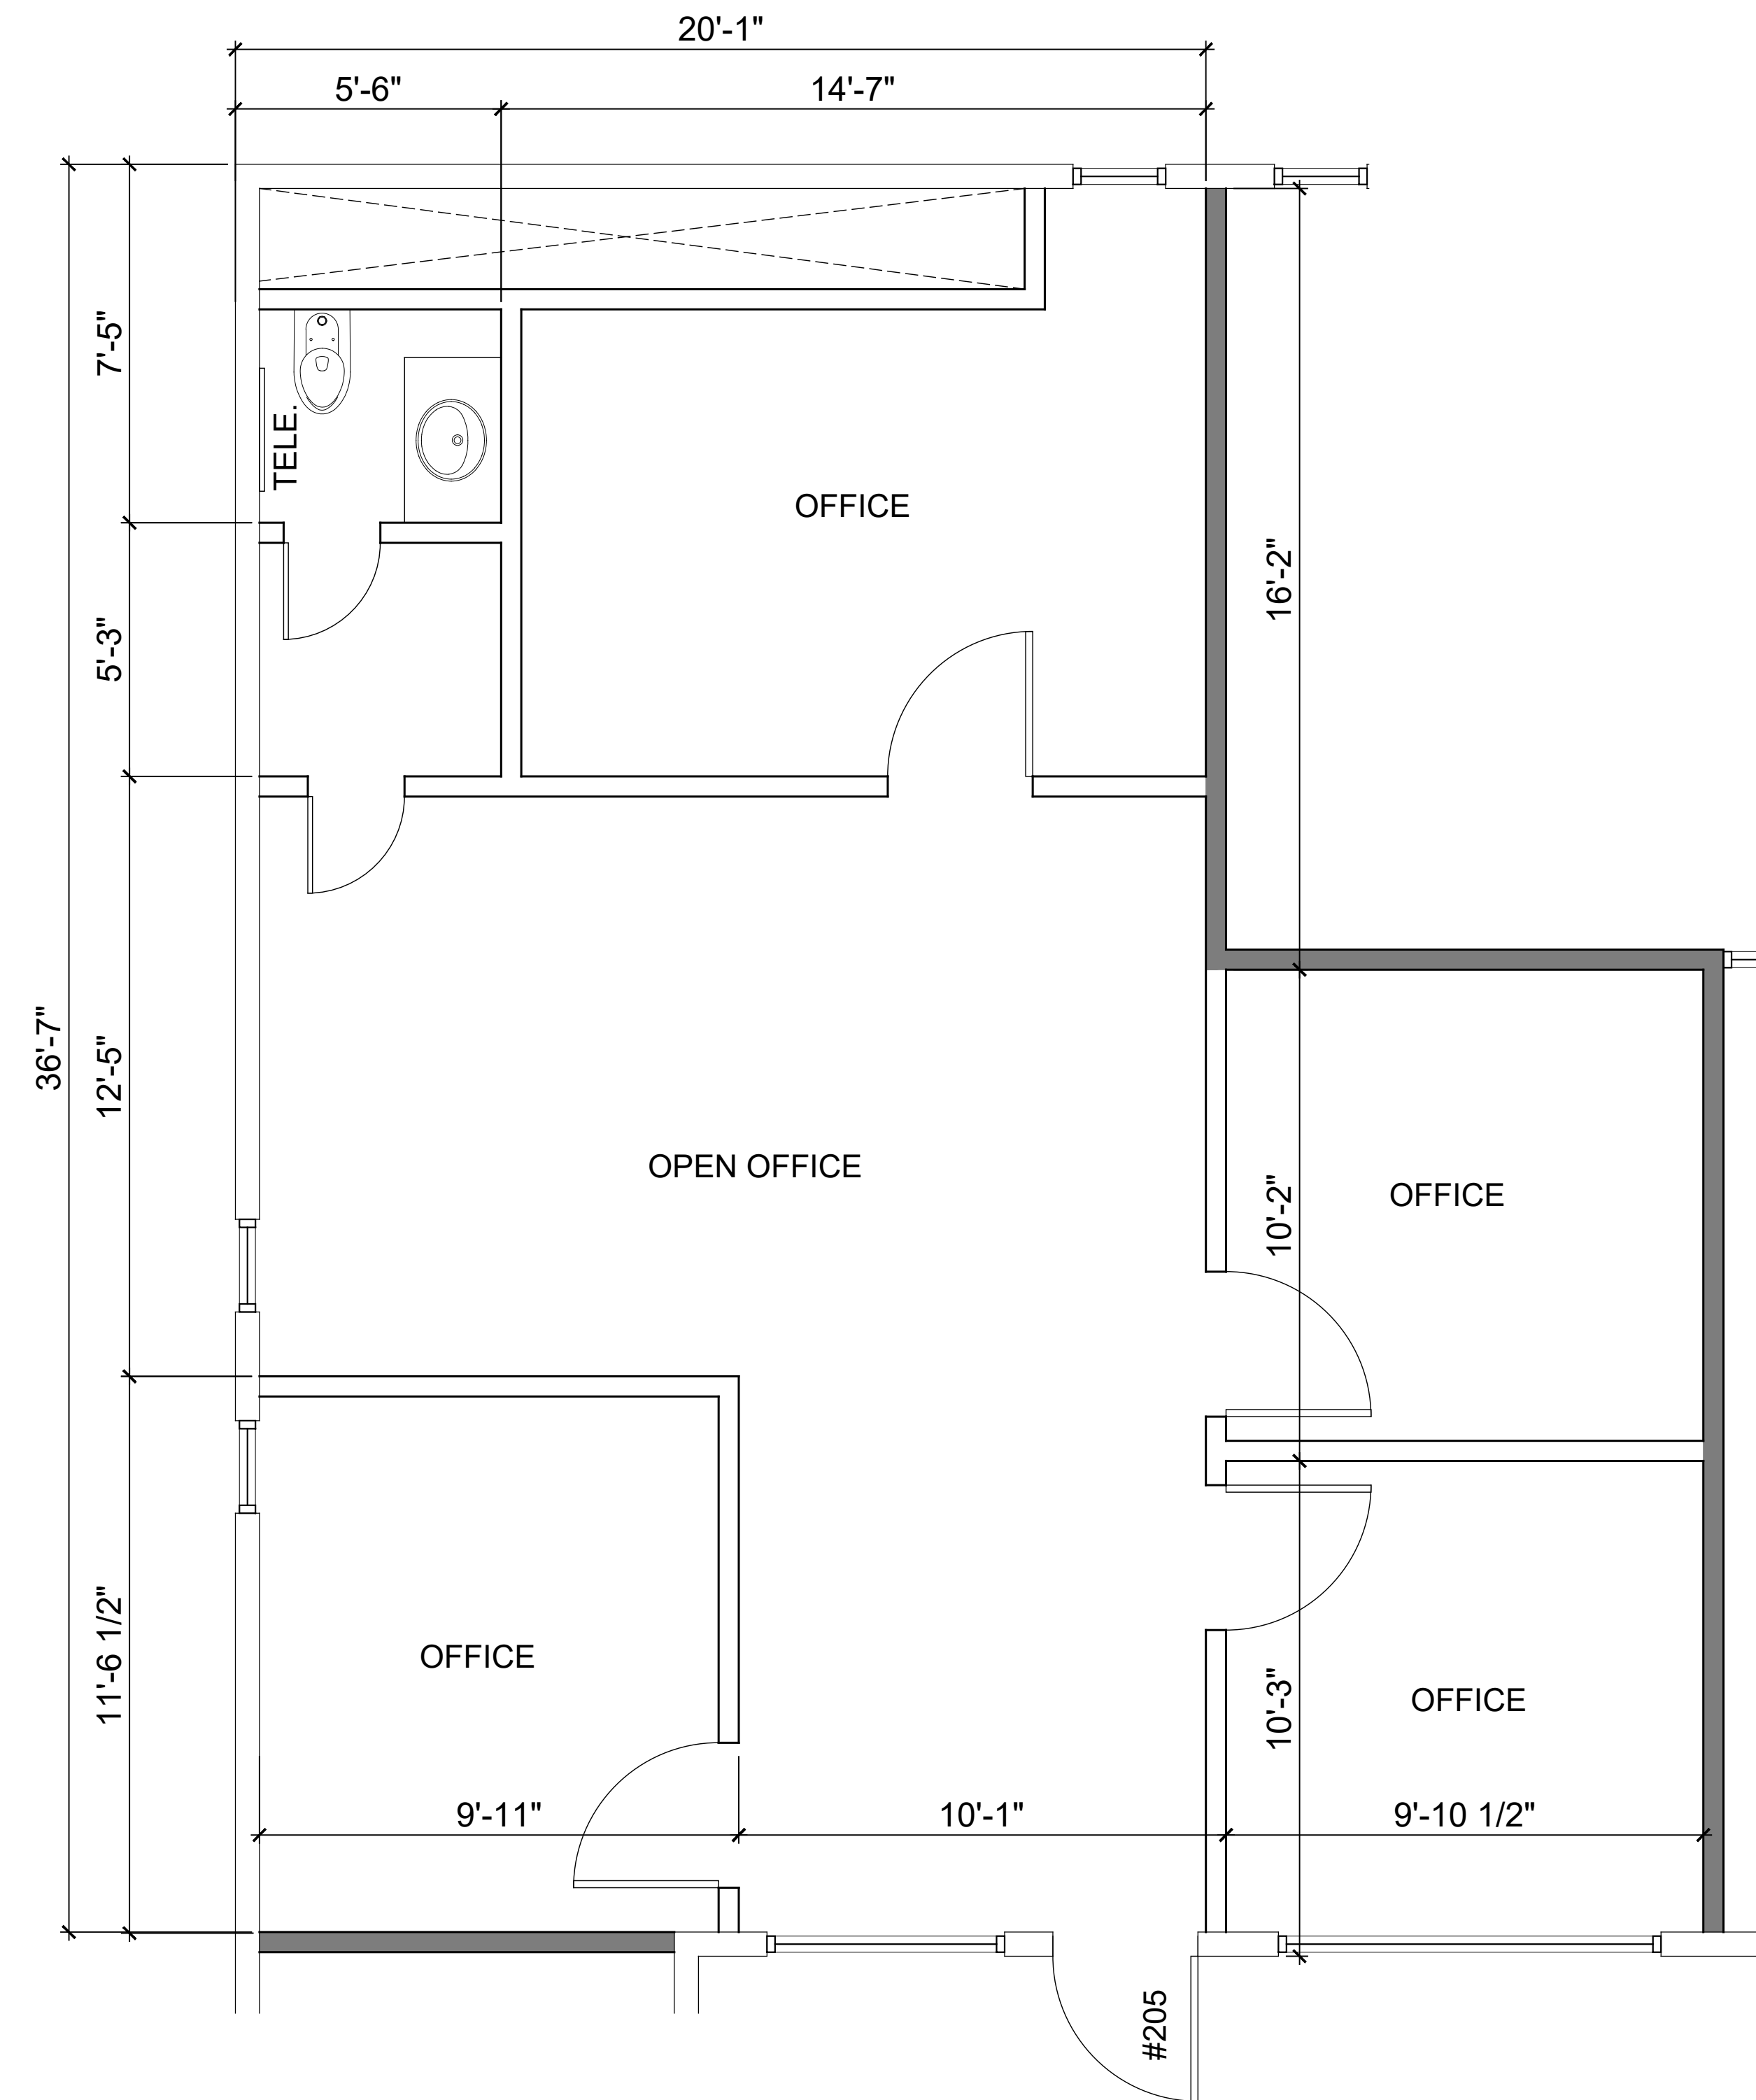 20'-1"
5'-6"
14'-7"
7'-5"
TELE.
OFFICE
16'-2"
5'-3"
36'-7"
12'-5"
OPEN OFFICE
10'-2"
OFFICE
11'-6 1/2"
OFFICE
10'-3"
OFFICE
9'-11"
10'-1"
9'-10 1/2"
#205